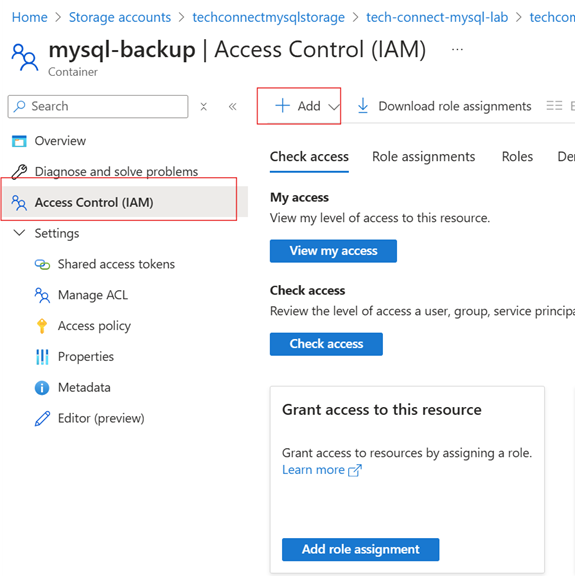 Home > Storage accounts > techconnectmysqlstorage > tech-connect-mysql-lab > techcon
mysql-backup | Access Control (IAM) ...
Container
Search
Add
Download role assignments
Overview
Diagnose and solve problems
Access Control (IAM)
Settings
Shared access tokens
Manage ACL
Access policy
Properties
Metadata
Editor (preview)
Check access Role assignments Roles De
My access
View my level of access to this resource.
View my access
Check access
Review the level of access a user, group, service principa
Check access
Grant access to this resource
Grant access to resources by assigning a role.
Learn more
Add role assignment